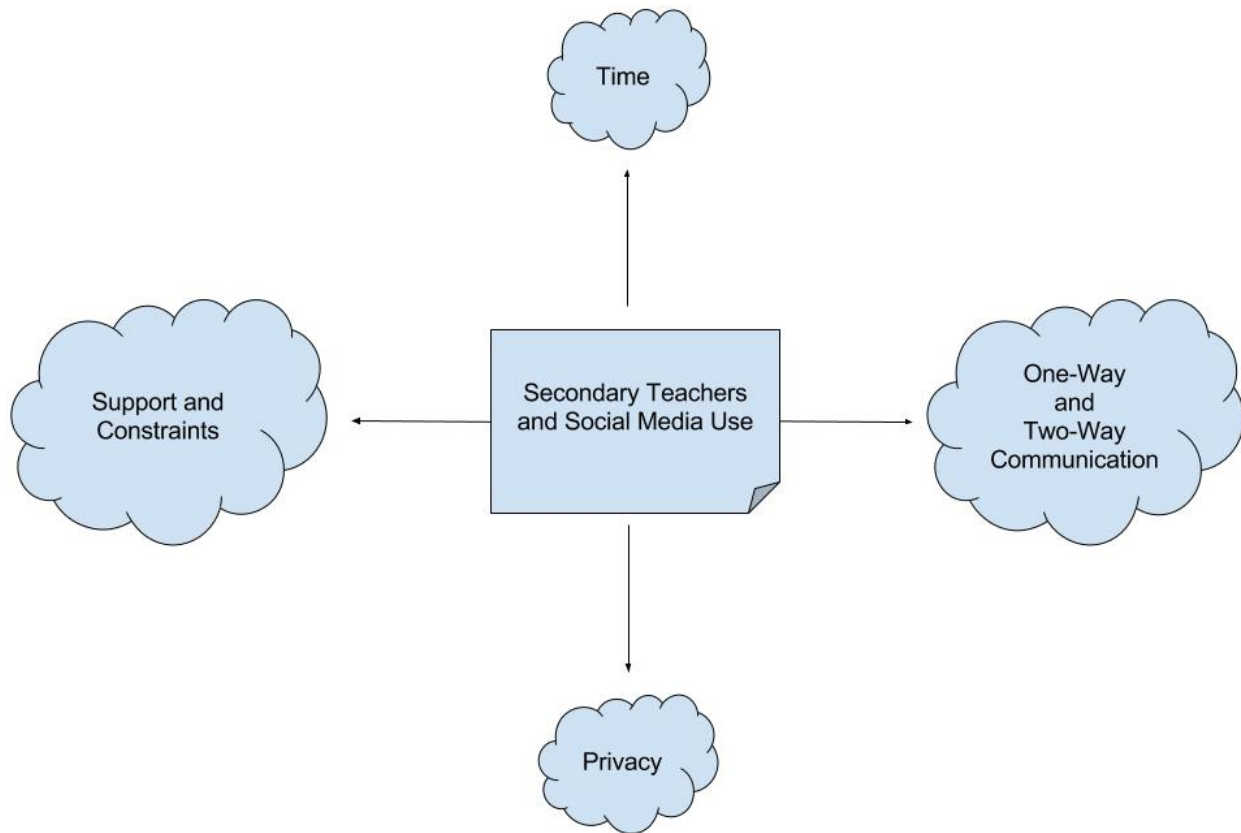 Time
Support and
Constraints
Secondary Teachers
and Social Media Use
One-Way
and
Two-Way
Communication
Privacy